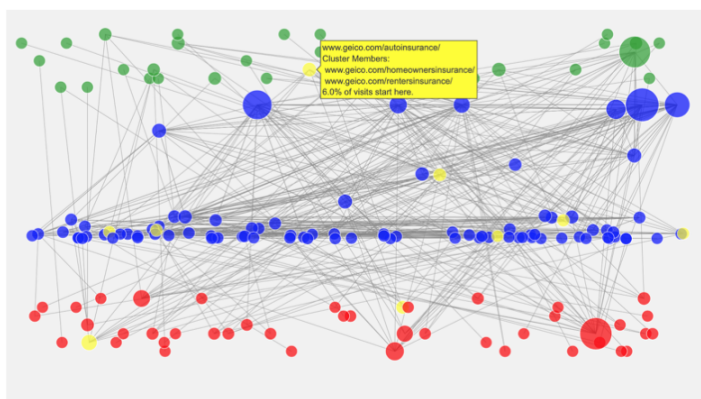 www.geico.com/autoinsurance/
Cluster Members:
www.geico.com/homeownersinsurance/
www.geico.com/rentersinsurance/
6.0% of visits start here.